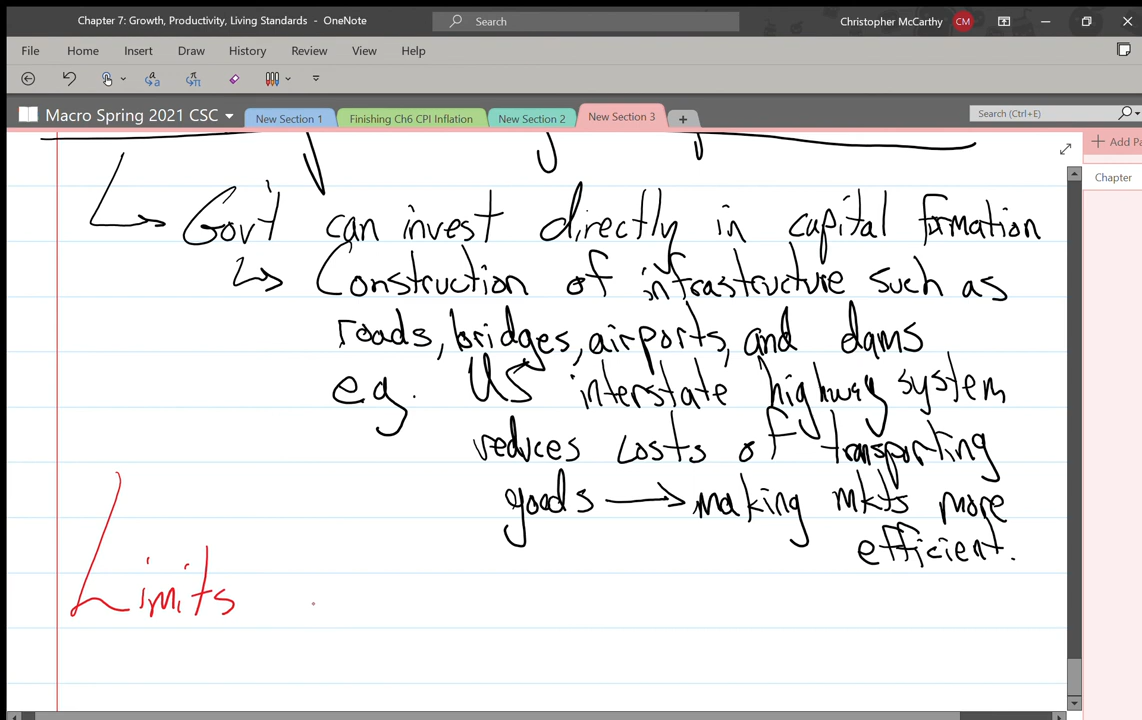 Chapter 7: Growth, Productivity, Living Standards - OneNote
Search
Christopher McCarthy CM
File Home Insert Draw History Review View Help
Macro Spring 2021 CSC
New Section 1
Finishing Ch6 CPI Inflation
New Section 2
New Section 3
Search (Ctrl+E)
Add Pa
Chapter
Gov't can invest directly in capital formation
Construction of infrastructure such as
roads, bridges, airports, and dams
eg. US interstate highway system
reduces costs of transporting
goods → making mkts more
efficient.
Limits